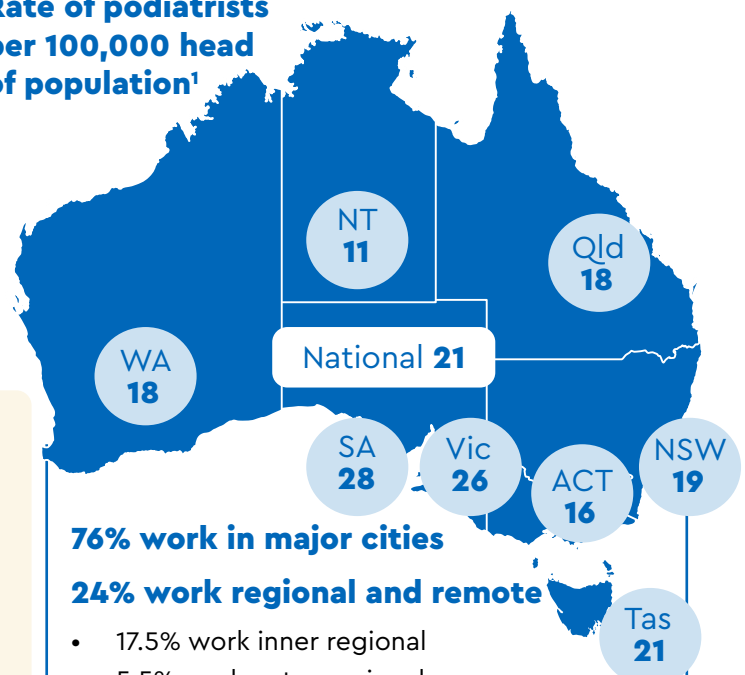 Rate of podiatrists
per 100,000 head
of population¹
NT
11
Qld
18
National 21
WA
18
SA
28
Vic
26
ACT
16
NSW
19
76% work in major cities
24% work regional and remote
• 17.5% work inner regional
Tas
21